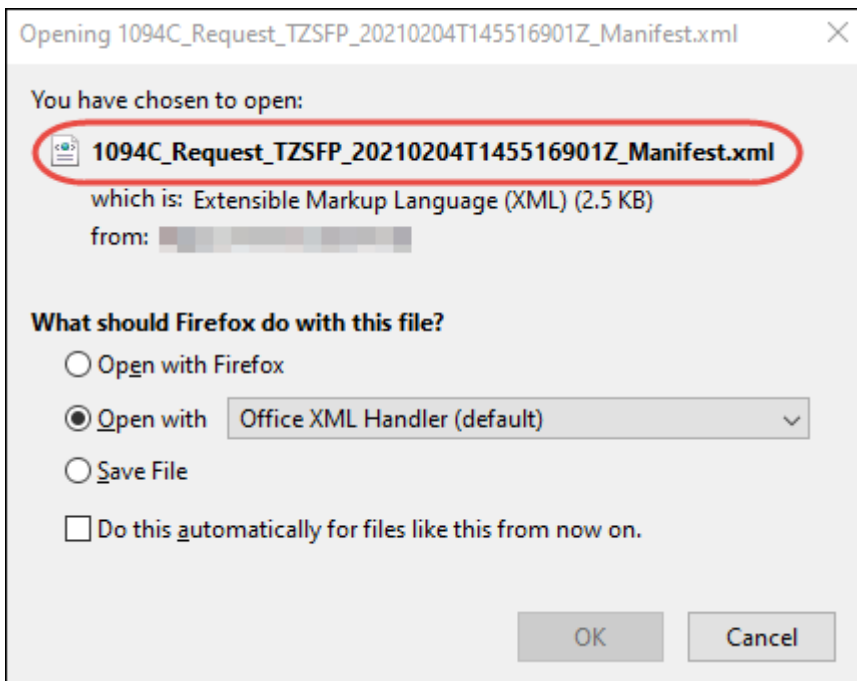 Opening 1094C_Request_TZSFP_20210204T145516901Z_Manifest.xml
You have chosen to open:
1094C_Request_TZSFP_20210204T145516901Z_Manifest.xml
which is: Extensible Markup Language (XML) (2.5 KB)
from:
What should Firefox do with this file?
Open with Firefox
Open with Office XML Handler (default)
Save File
Do this automatically for files like this from now on.
OK Cancel